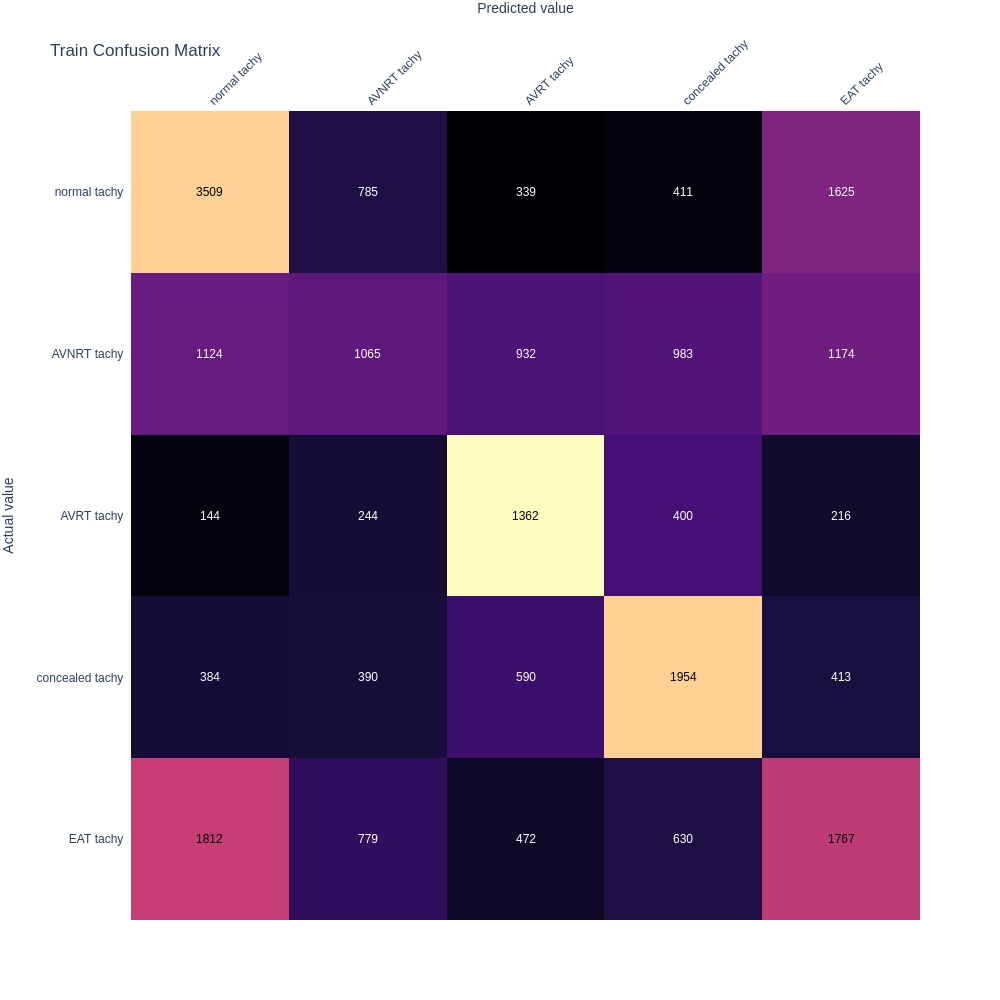 Predicted value
Train Confusion Matrix
normal tachy
AVNRT tachy
AVRT tachy
concealed tachy
EAT tachy
Actual value
normal tachy 3509 785 339 411 1625
AVNRT tachy 1124 1065 932 983 1174
AVRT tachy 144 244 1362 400 216
concealed tachy 384 390 590 1954 413
EAT tachy 1812 779 472 630 1767